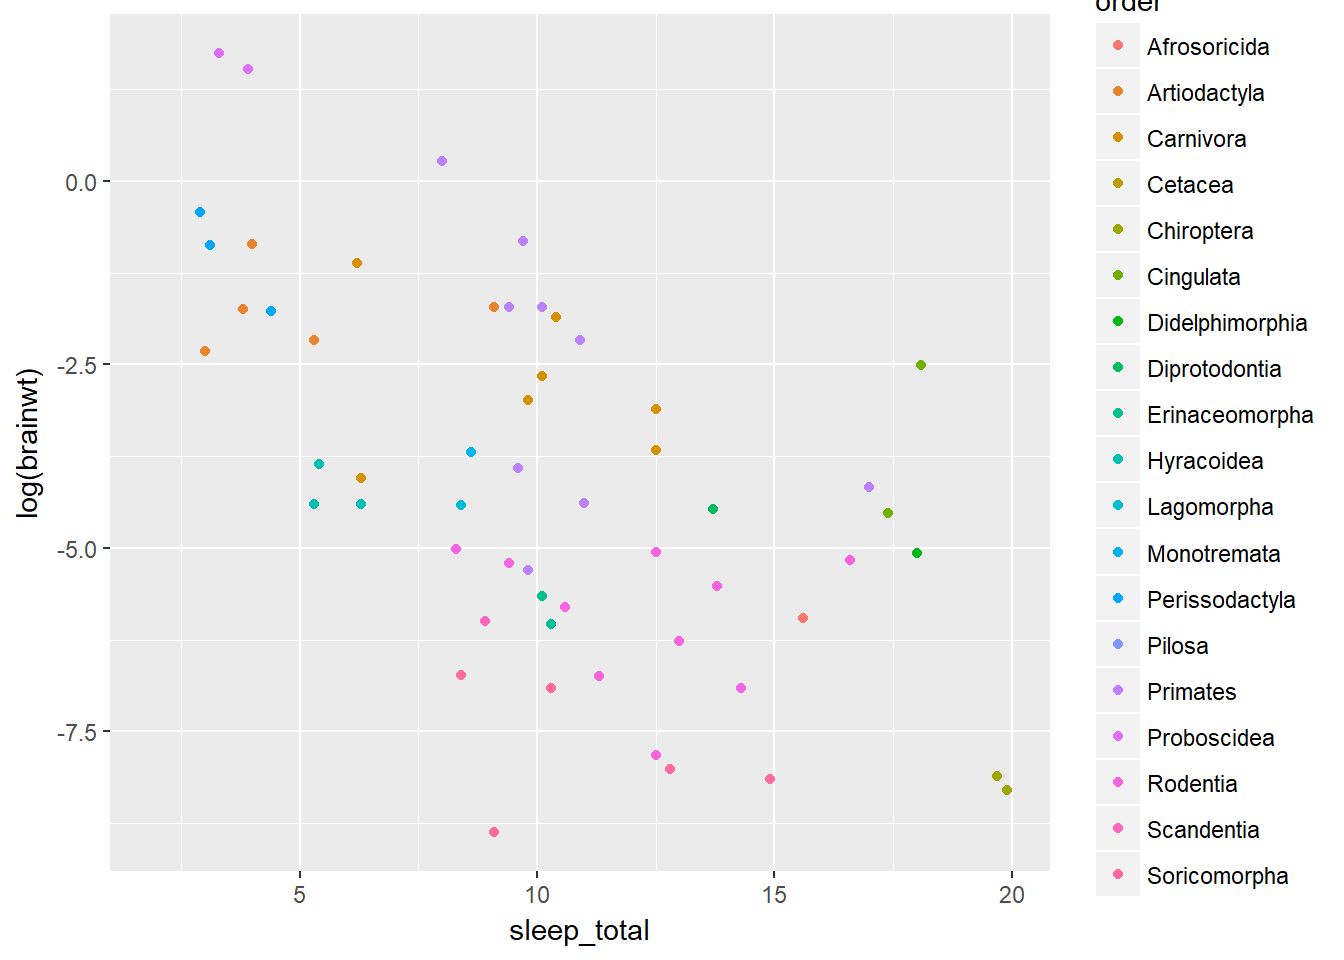 order
Afrosoricida
Artiodactyla
Carnivora
Cetacea
Chiroptera
Cingulata
Didelphimorphia
Diprotodontia
Erinaceomorpha
Hyracoidea
Lagomorpha
Monotremata
Perissodactyla
Pilosa
Primates
Proboscidea
Rodentia
Scandentia
Soricomorpha
log(brainwt)
0.0
-2.5
-5.0
-7.5
5 10 15 20
sleep_total